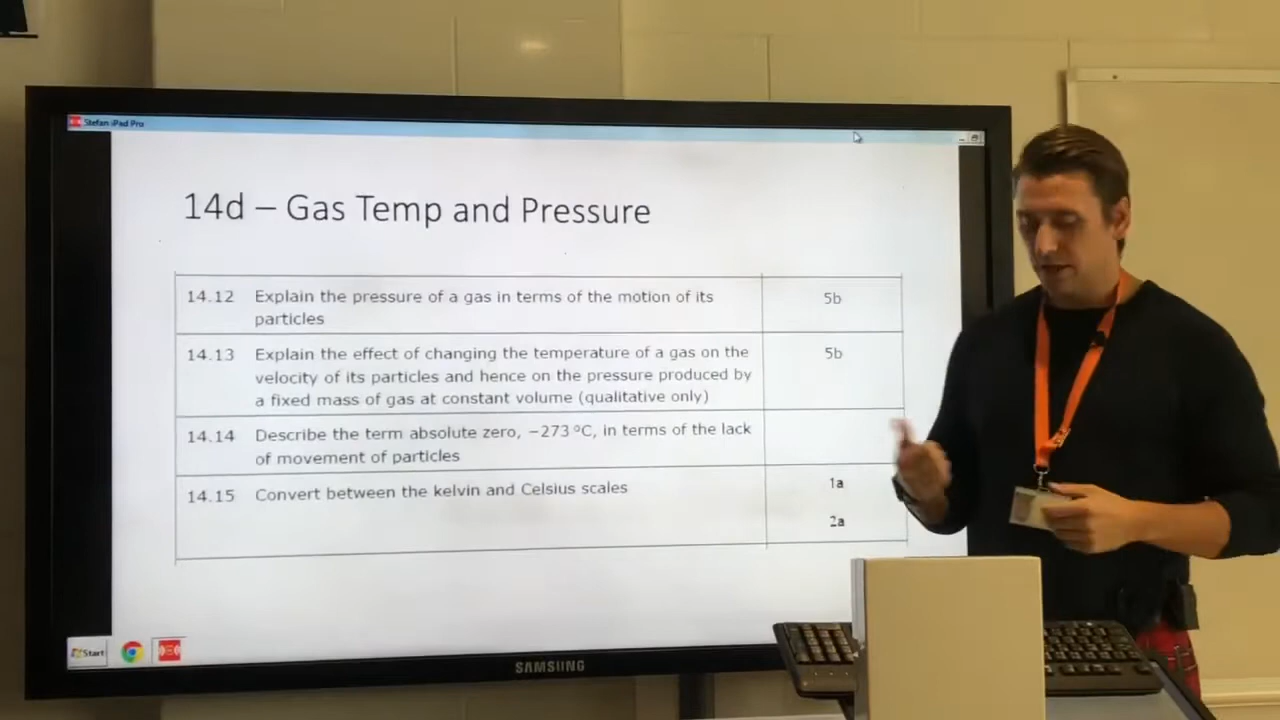 Stefan iPad Pro
14d – Gas Temp and Pressure
14.12 Explain the pressure of a gas in terms of the motion of its 5b
particles
14.13 Explain the effect of changing the temperature of a gas on the 5b
velocity of its particles and hence on the pressure produced by
a fixed mass of gas at constant volume (qualitative only)
14.14 Describe the term absolute zero, −273 ºC, in terms of the lack
of movement of particles
14.15 Convert between the kelvin and Celsius scales 1a
2a
Start
SAMSUNG